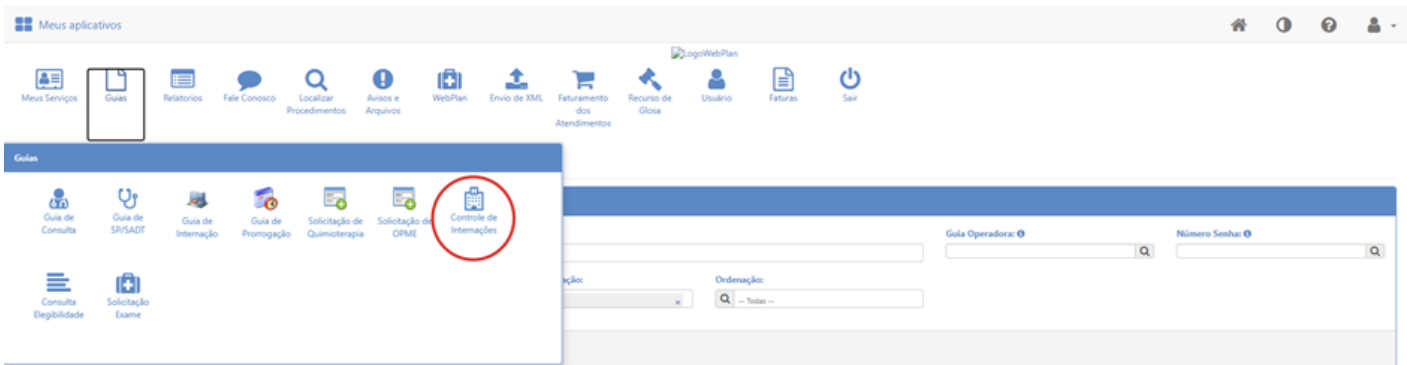 Meus aplicativos
LogoWebPlan
Meus Serviços
Guias
Relatorios
Fale Conosco
Localizar
Procedimentos
Avisos e
Arquivos
WebPlan
Envio de XML
Faturamento
dos
Atendimentos
Recurso de
Glosa
Usuário
Faturas
Sair
Guias
Guia de
Consulta
Guia de
SP/SADT
Guia de
Internação
Guia de
Prorrogação
Solicitação de
Quimioterapia
Solicitação de
OPME
Controle de
Internações
Consulta
Elegibilidade
Solicitação
Exame
Guia Operadora:
Número Senha:
ação:
Ordenação:
-- Todas --